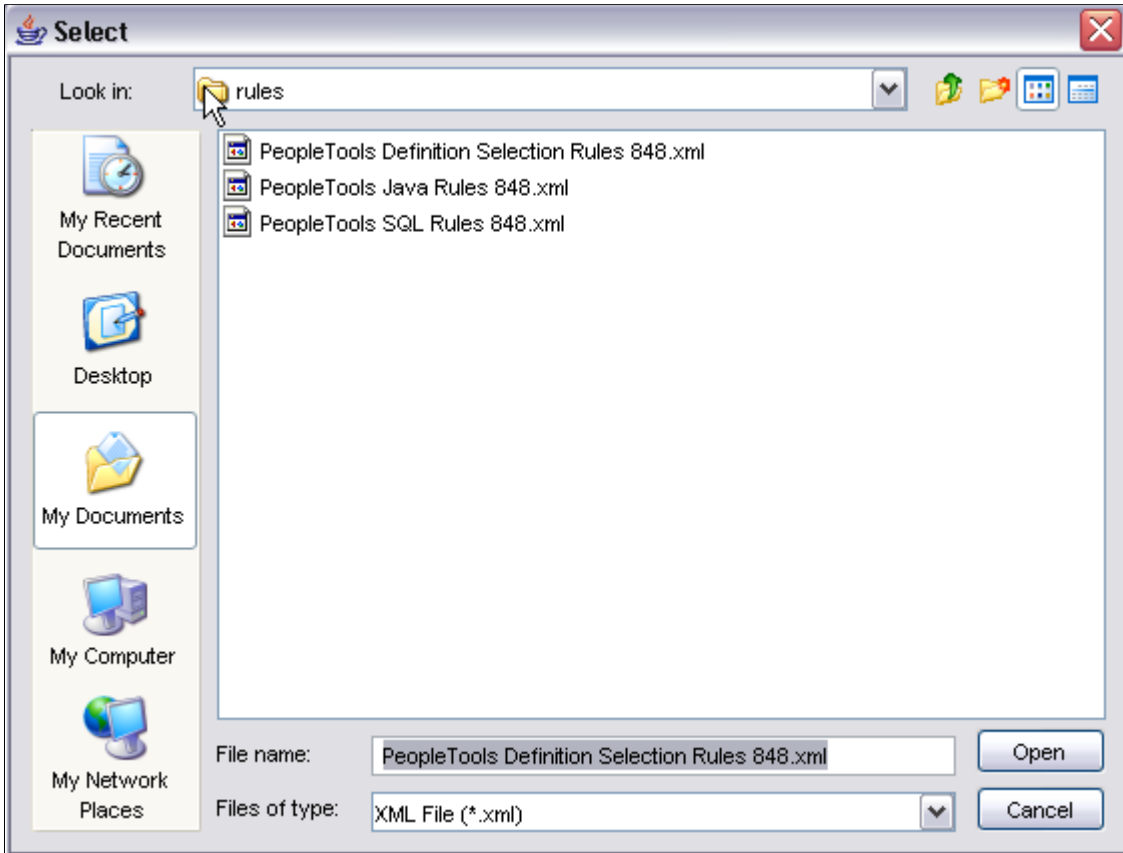 Select
Look in:
rules
PeopleTools Definition Selection Rules 848.xml
PeopleTools Java Rules 848.xml
PeopleTools SQL Rules 848.xml
My Recent
Documents
Desktop
My Documents
My Computer
My Network
Places
File name:
PeopleTools Definition Selection Rules 848.xml
Open
Files of type:
XML File (*.xml)
Cancel